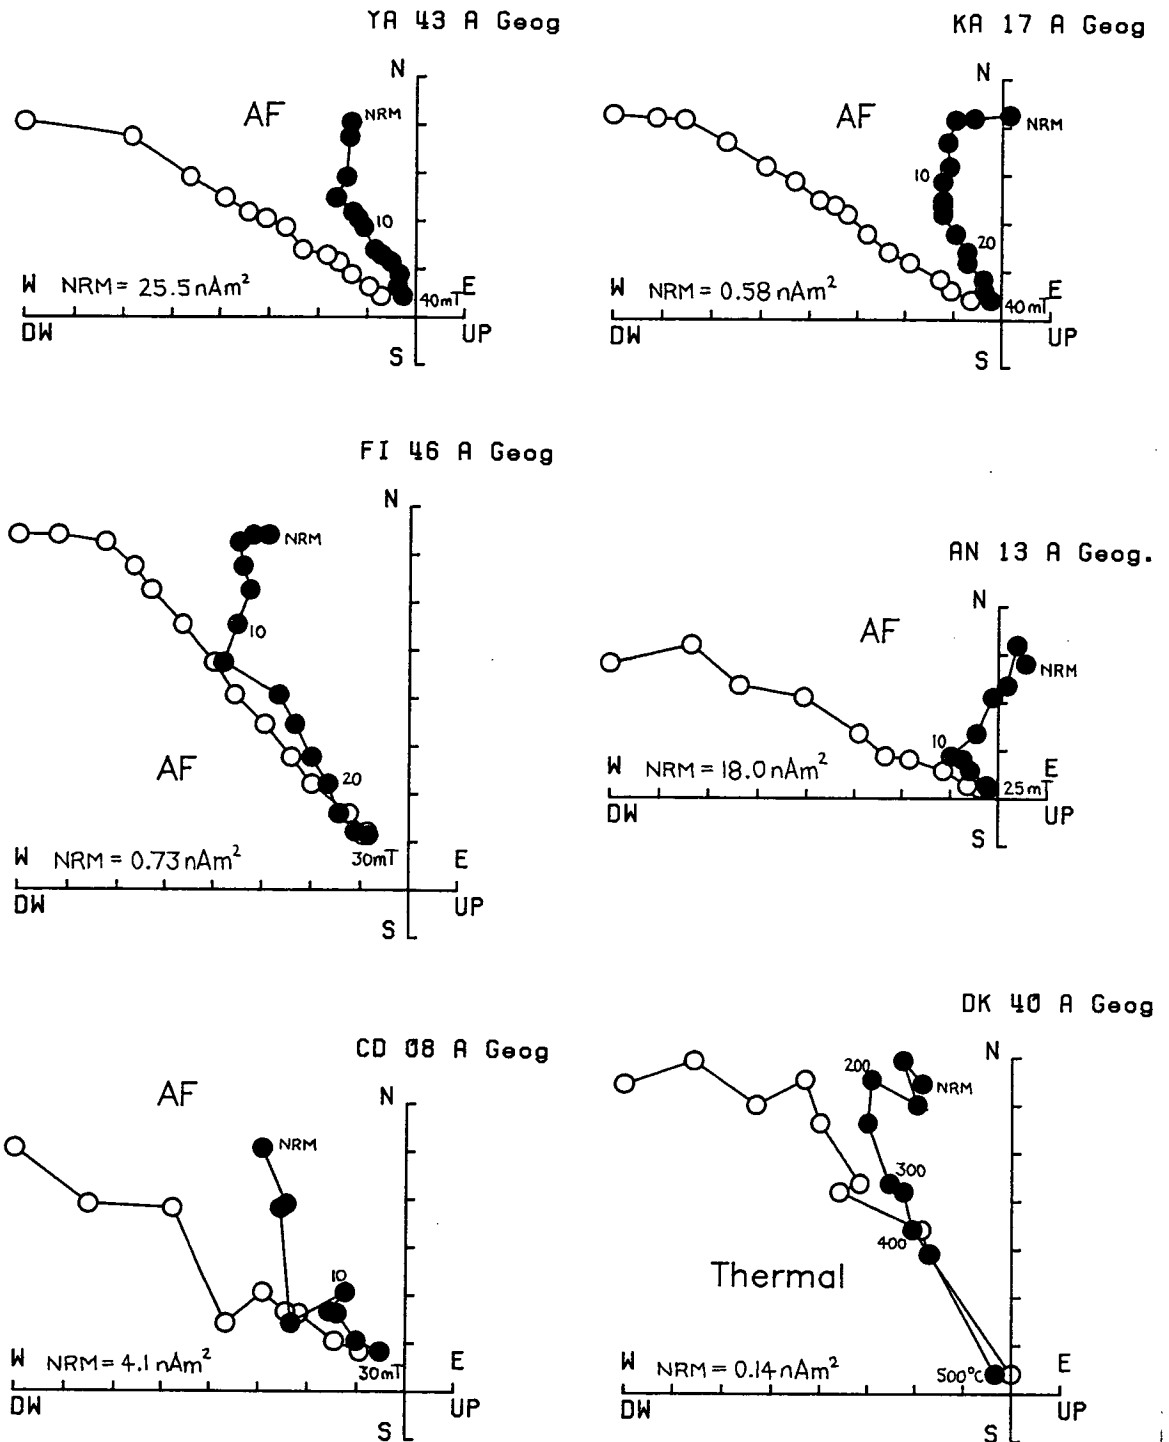 YA 43 A Geog
N
AF
NRM
10
W NRM = 25.5 nAm²
40mT E
DW
UP
S
KA 17 A Geog
N
AF
NRM
10
20
W NRM = 0.58 nAm²
40mT E
DW
UP
S
FI 46 A Geog
N
NRM
10
AF
20
30mT
W NRM = 0.73 nAm²
E
DW
UP
S
AN 13 A Geog.
N
AF
NRM
10
W NRM = 18.0 nAm²
25mT E
DW
UP
S
CD 08 A Geog
AF
N
NRM
10
W NRM = 4.1 nAm²
30mT E
DW
UP
S
DK 40 A Geog
N
200
NRM
300
400
Thermal
W NRM = 0.14 nAm²
500°C E
DW
UP
S